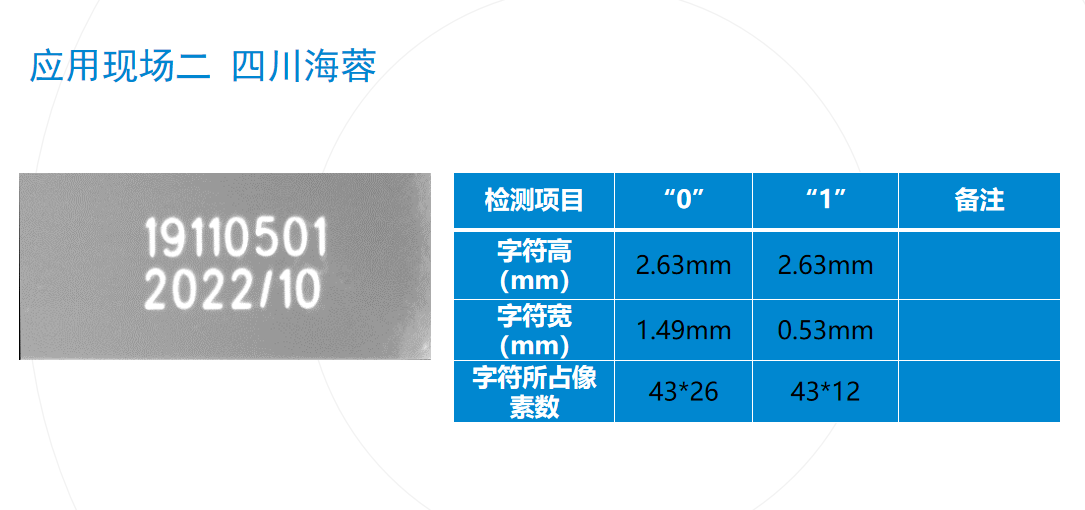 应用现场二 四川海蓉
19110501
2022/10
检测项目 “0” “1” 备注
字符高
（mm） 2.63mm 2.63mm
字符宽
（mm） 1.49mm 0.53mm
字符所占像
素数 43*26 43*12